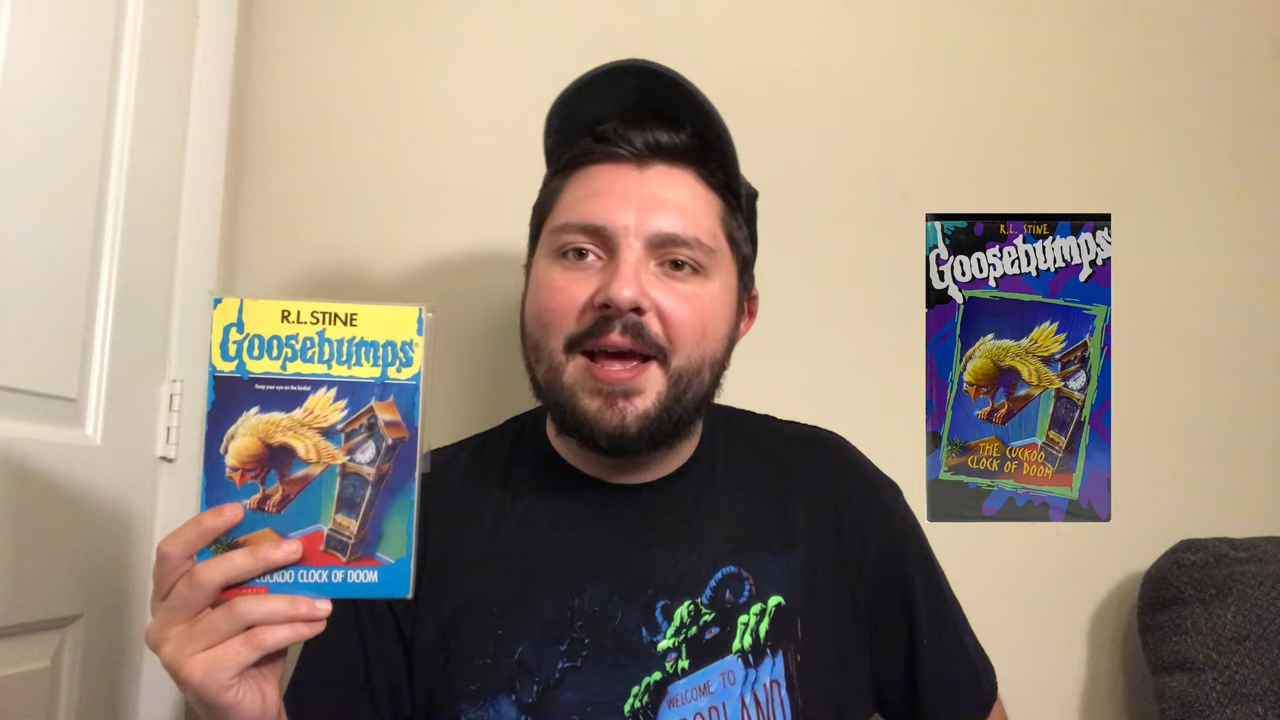 R.L.STINE
Goosebumps
Keep your eye on the birdie!
CUCKOO CLOCK OF DOOM
R.L. STINE
Goosebumps
THE CUCKOO
CLOCK OF DOOM
WELCOME TO